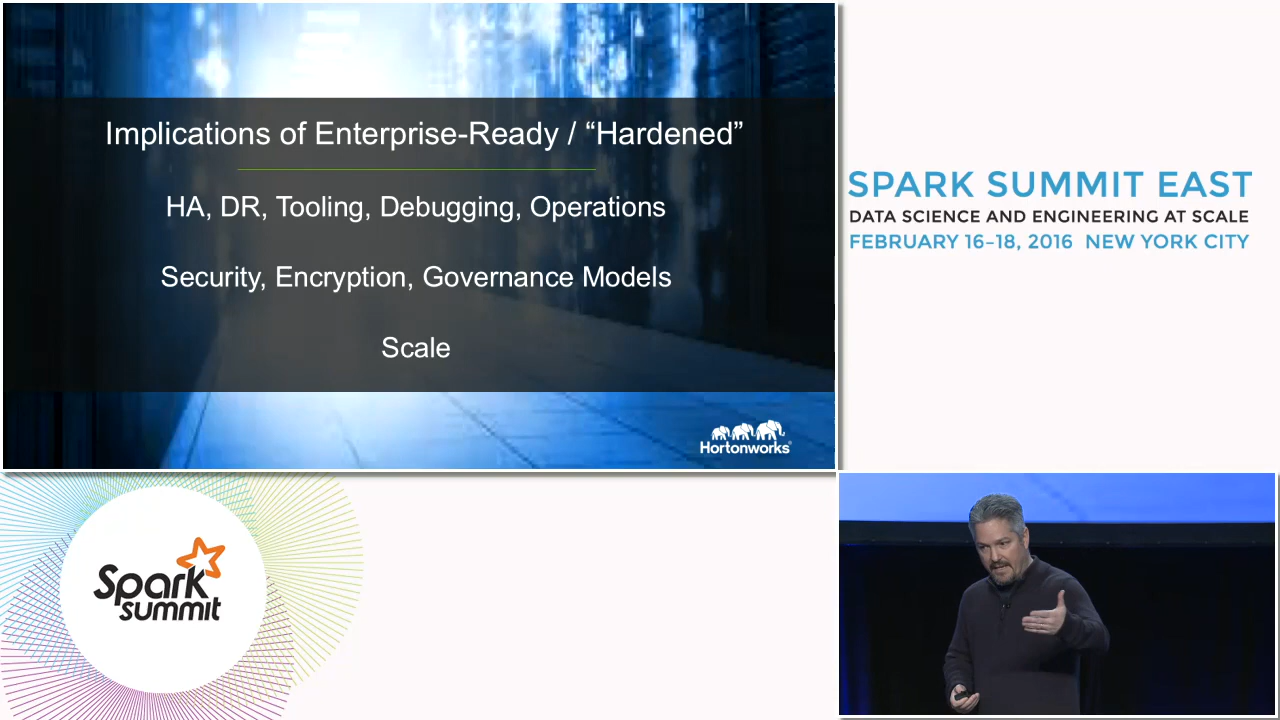 Implications of Enterprise-Ready / “Hardened”
HA, DR, Tooling, Debugging, Operations
Security, Encryption, Governance Models
Scale
Hortonworks
SPARK SUMMIT EAST
DATA SCIENCE AND ENGINEERING AT SCALE
FEBRUARY 16–18, 2016 NEW YORK CITY
Spark
summit